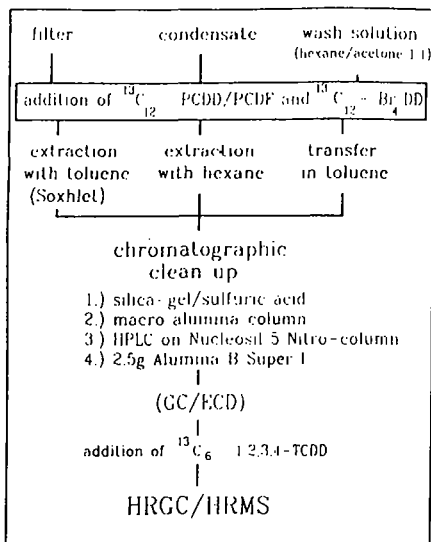 filter condensate wash solution
(hexane/acetone 1:1)
addition of 13C12 PCDD/PCDF and 13C12- Br4DD
extraction with toluene (Soxhlet)
extraction with hexane
transfer in toluene
chromatographic
clean up
1.) silica-gel/sulfuric acid
2.) macro alumina column
3) HPLC on Nucleosil 5 Nitro-column
4.) 2.5g Alumina B Super I
(GC/ECD)
addition of 13C6 1,2,3,4-TCDD
HRGC/HRMS